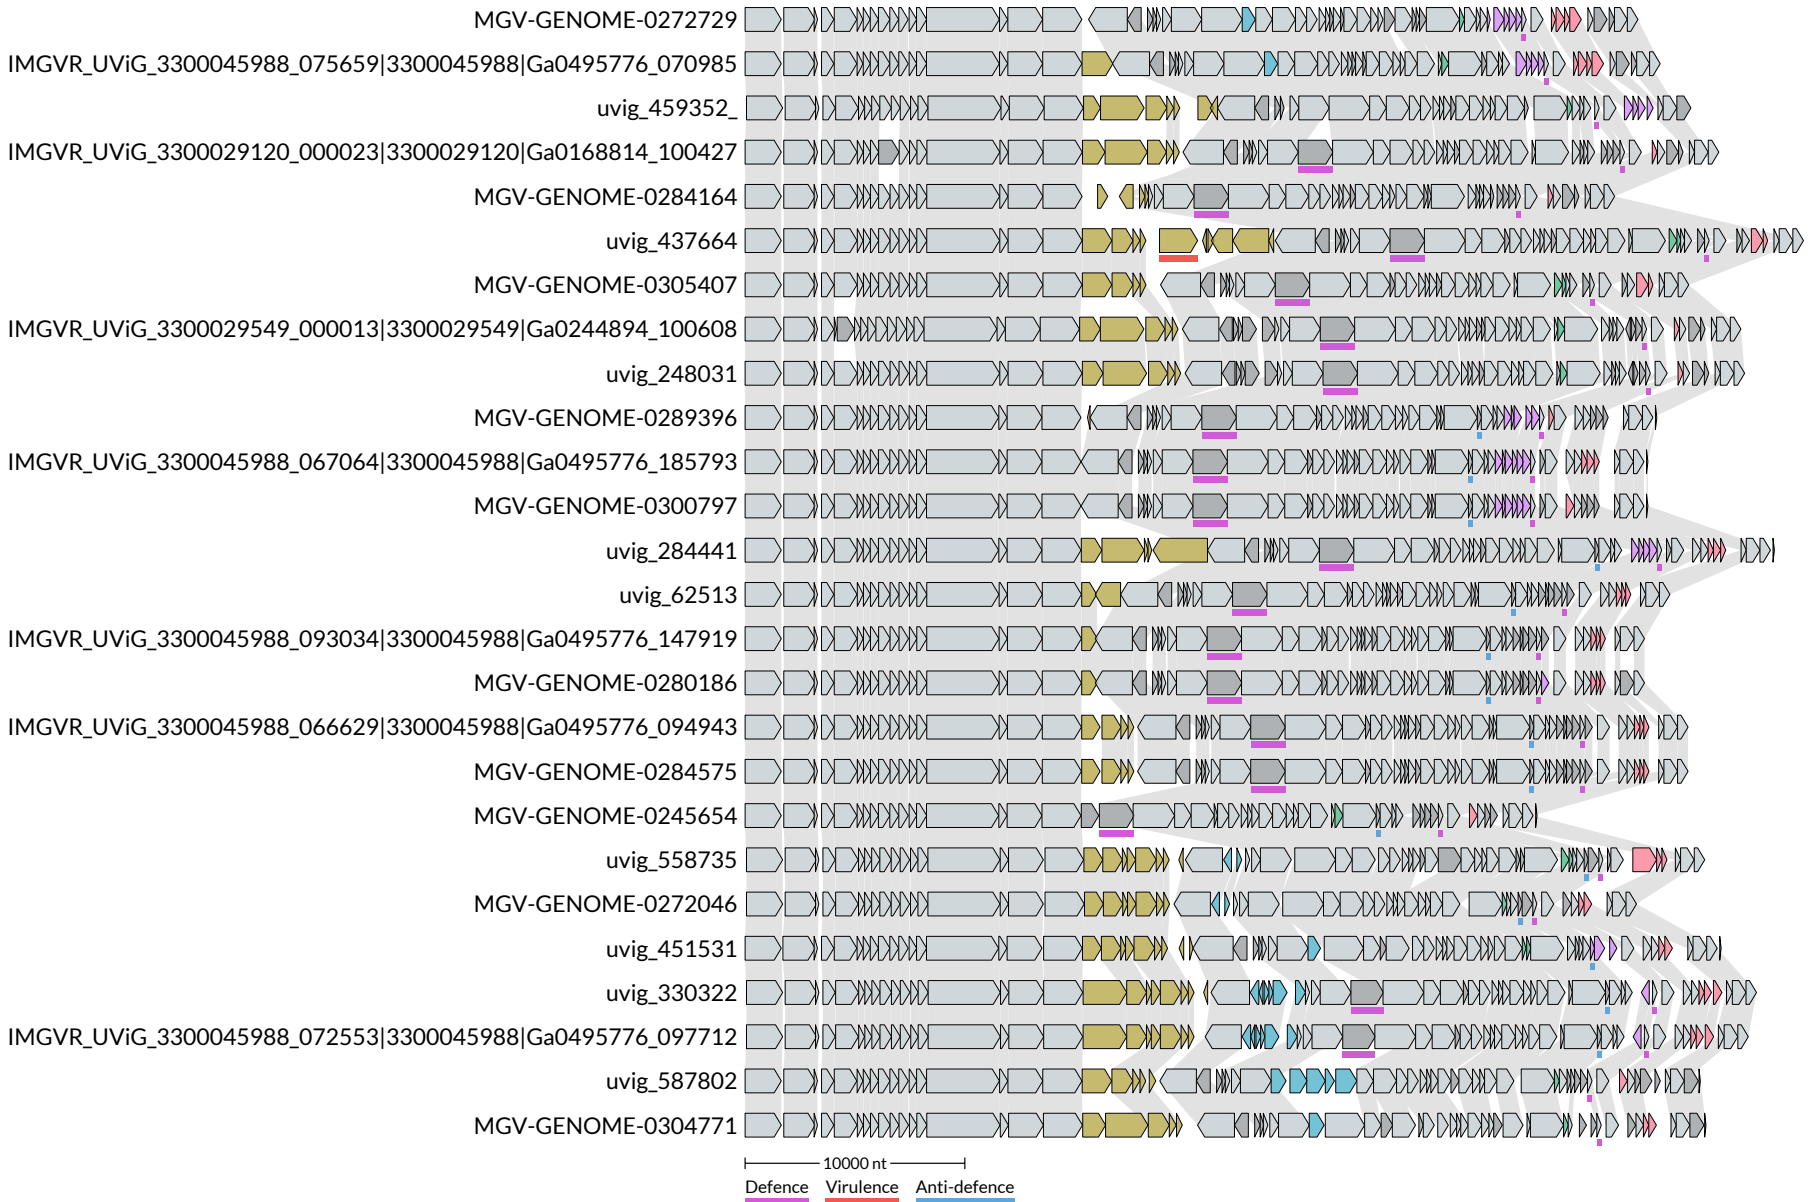 MGV-GENOME-0272729
IMGVR_UViG_3300045988_075659|3300045988|Ga0495776_070985
uvig_459352_
IMGVR_UViG_3300029120_000023|3300029120|Ga0168814_100427
MGV-GENOME-0284164
uvig_437664
MGV-GENOME-0305407
IMGVR_UViG_3300029549_000013|3300029549|Ga0244894_100608
uvig_248031
MGV-GENOME-0289396
IMGVR_UViG_3300045988_067064|3300045988|Ga0495776_185793
MGV-GENOME-0300797
uvig_284441
uvig_62513
IMGVR_UViG_3300045988_093034|3300045988|Ga0495776_147919
MGV-GENOME-0280186
IMGVR_UViG_3300045988_066629|3300045988|Ga0495776_094943
MGV-GENOME-0284575
MGV-GENOME-0245654
uvig_558735
MGV-GENOME-0272046
uvig_451531
uvig_330322
IMGVR_UViG_3300045988_072553|3300045988|Ga0495776_097712
uvig_587802
MGV-GENOME-0304771
10000 nt
Defence Virulence Anti-defence